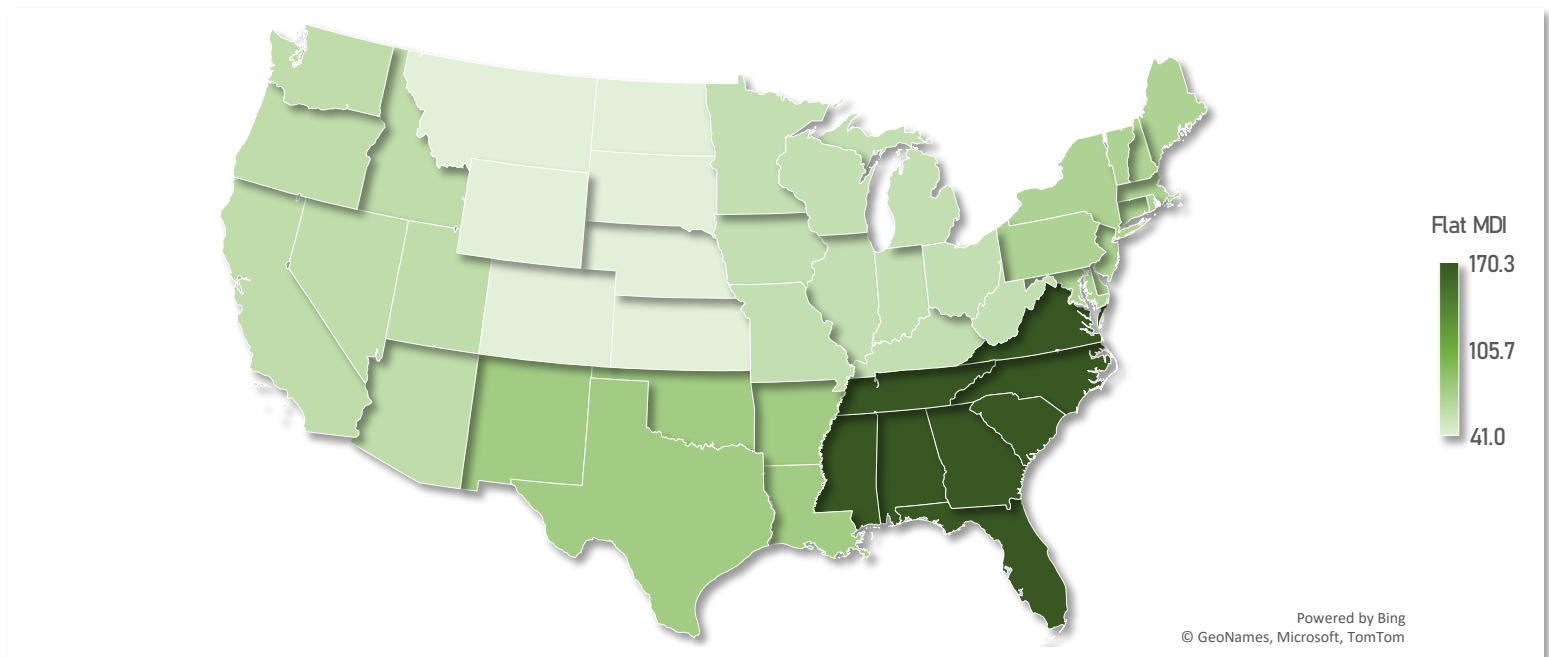 Flat MDI
170.3
105.7
41.0
Powered by Bing
© GeoNames, Microsoft, TomTom